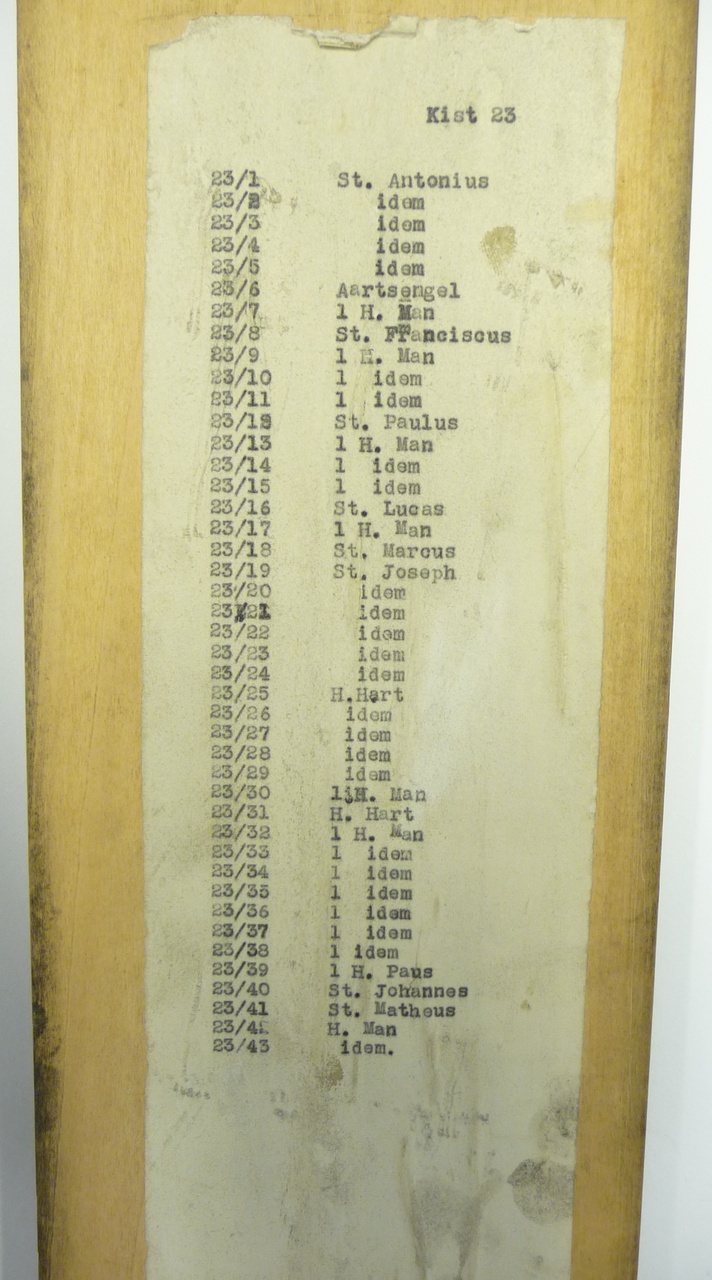 Kist 23
23/1 St. Antonius
23/2 idem
23/3 idem
23/4 idem
23/5 idem
23/6 Aartsengel
23/7 1 H. Man
23/8 St. Franciscus
23/9 1 H. Man
23/10 1 idem
23/11 1 idem
23/12 St. Paulus
23/13 1 H. Man
23/14 1 idem
23/15 1 idem
23/16 St. Lucas
23/17 1 H. Man
23/18 St. Marcus
23/19 St. Joseph
23/20 idem
23/21 idem
23/22 idem
23/23 idem
23/24 idem
23/25 H.Hart
23/26 idem
23/27 idem
23/28 idem
23/29 idem
23/30 1 H. Man
23/31 H. Hart
23/32 1 H. Man
23/33 1 idem
23/34 1 idem
23/35 1 idem
23/36 1 idem
23/37 1 idem
23/38 1 idem
23/39 1 H. Paus
23/40 St. Johannes
23/41 St. Matheus
23/42 H. Man
23/43 idem.